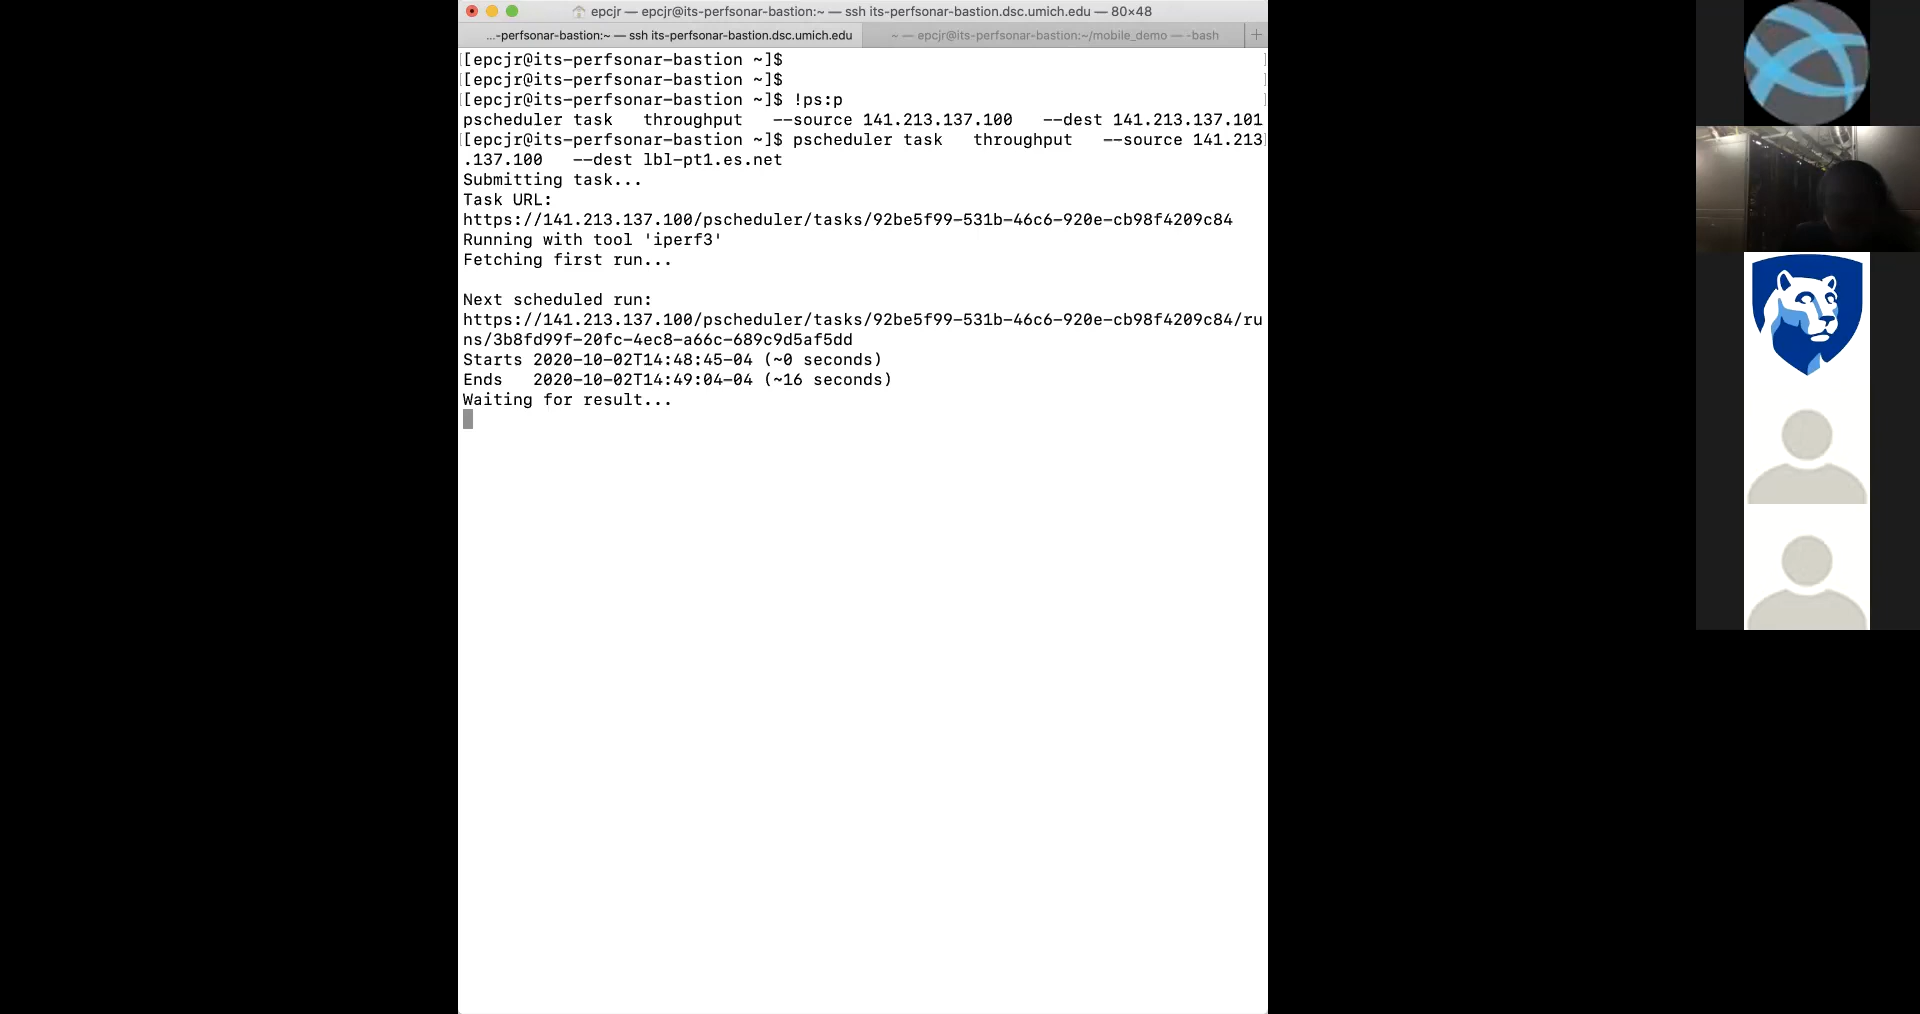 epcjr — epcjr@its-perfsonar-bastion:~ — ssh its-perfsonar-bastion.dsc.umich.edu — 80×48
...-perfsonar-bastion:~ — ssh its-perfsonar-bastion.dsc.umich.edu
~ — epcjr@its-perfsonar-bastion:~/mobile_demo — -bash +
[[epcjr@its-perfsonar-bastion ~]$ ]
[[epcjr@its-perfsonar-bastion ~]$ ]
[[epcjr@its-perfsonar-bastion ~]$ !ps:p ]
pscheduler task   throughput   --source 141.213.137.100   --dest 141.213.137.101
[[epcjr@its-perfsonar-bastion ~]$ pscheduler task   throughput   --source 141.213]
.137.100   --dest lbl-pt1.es.net
Submitting task...
Task URL:
https://141.213.137.100/pscheduler/tasks/92be5f99-531b-46c6-920e-cb98f4209c84
Running with tool 'iperf3'
Fetching first run...
Next scheduled run:
https://141.213.137.100/pscheduler/tasks/92be5f99-531b-46c6-920e-cb98f4209c84/ru
ns/3b8fd99f-20fc-4ec8-a66c-689c9d5af5dd
Starts 2020-10-02T14:48:45-04 (~0 seconds)
Ends   2020-10-02T14:49:04-04 (~16 seconds)
Waiting for result...